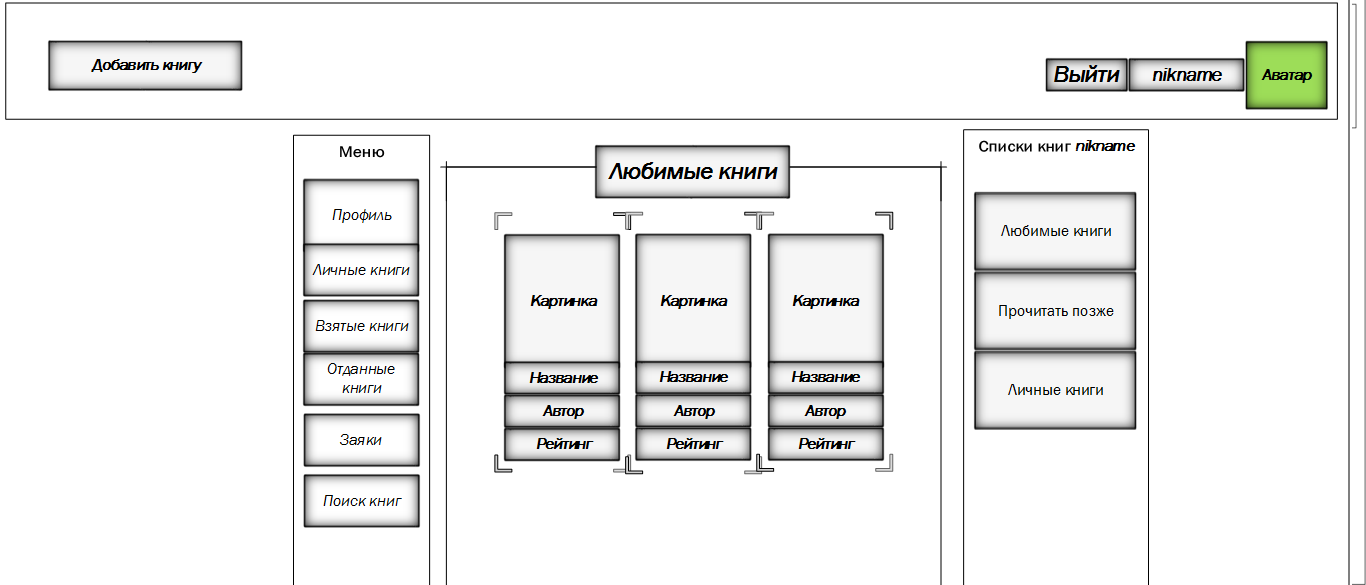 Добавить книгу
Выйти
nikname
Аватар
Меню
Профиль
Личные книги
Взятые книги
Отданные
книги
Заяки
Поиск книг
Любимые книги
Картинка
Название
Автор
Рейтинг
Картинка
Название
Автор
Рейтинг
Картинка
Название
Автор
Рейтинг
Списки книг nikname
Любимые книги
Прочитать позже
Личные книги